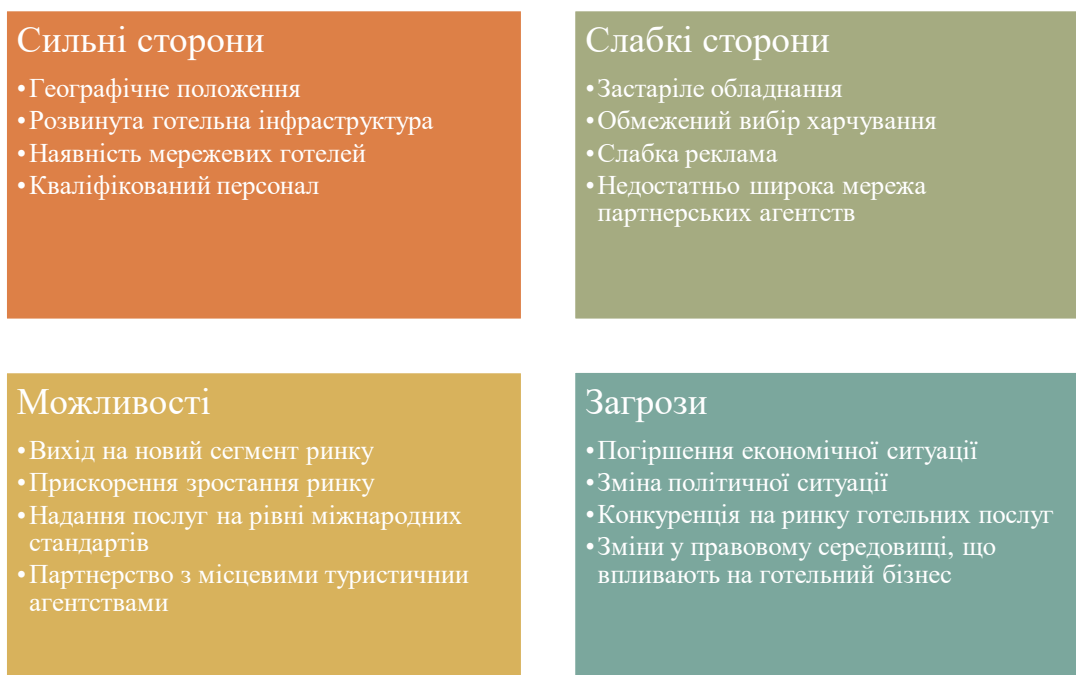 Сильні сторони
•Географічне положення
•Розвинута готельна інфраструктура
•Наявність мережевих готелей
•Кваліфікований персонал
Слабкі сторони
•Застаріле обладнання
•Обмежений вибір харчування
•Слабка реклама
•Недостатньо широка мережа
партнерських агентств
Можливості
•Вихід на новий сегмент ринку
•Прискорення зростання ринку
•Надання послуг на рівні міжнародних
стандартів
•Партнерство з місцевими туристичнии
агентствами
Загрози
•Погіршення економічної ситуації
•Зміна політичної ситуації
•Конкуренція на ринку готельних послуг
•Зміни у правовому середовищі, що
впливають на готельний бізнес